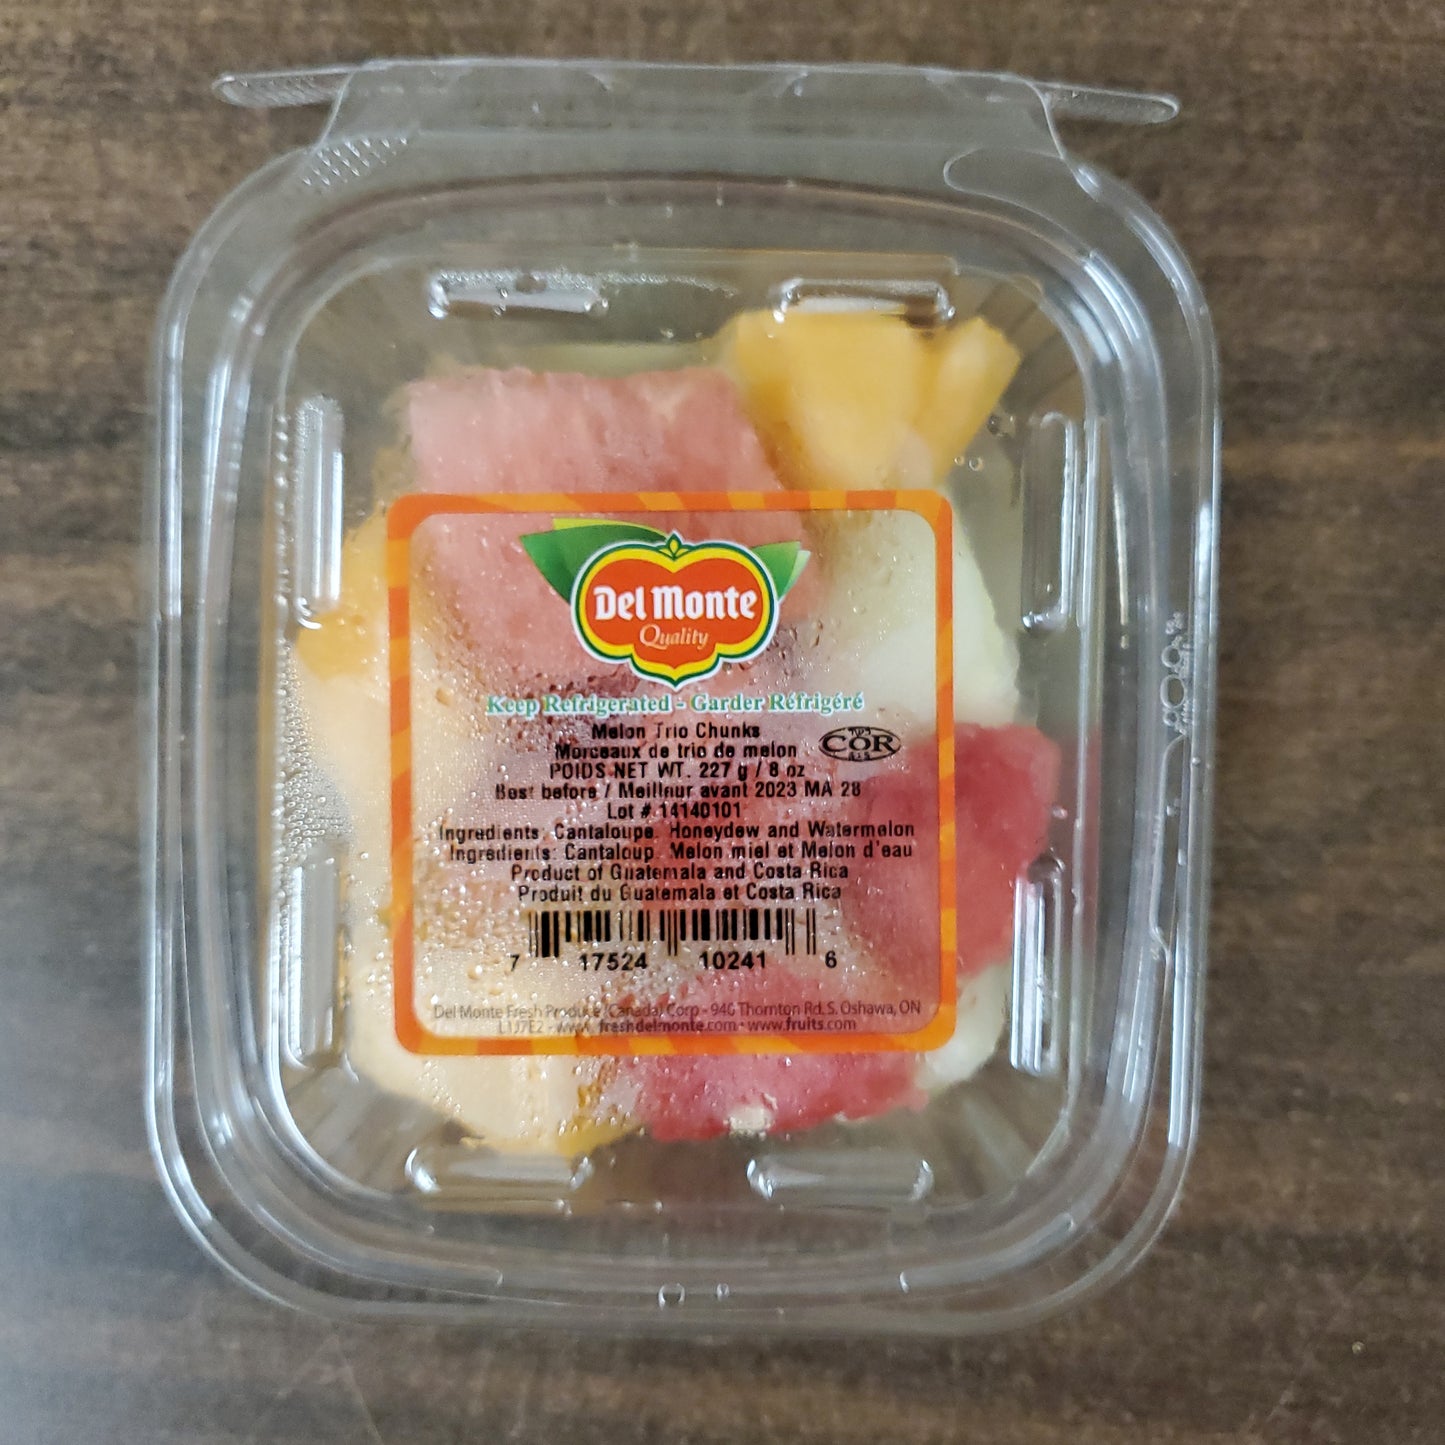 Del Monte
Quality
Keep Refrigerated - Garder Réfrigéré
Melon Trio Chunks
Morceaux de trio de melon
COR
POIDS NET WT. 227 g / 8 oz
Best before / Meilleur avant 2023 MA 28
Lot # 14140101
Ingredients: Cantaloupe, Honeydew and Watermelon
Ingrédients: Cantaloup, Melon miel et Melon d'eau
Product of Guatemala and Costa Rica
Produit du Guatemala et Costa Rica
7 17524 10241 6
Del Monte Fresh Produce (Canada) Corp - 946 Thornton Rd. S. Oshawa, ON
L1J7E2 - www.freshdelmonte.com - www.fruits.com